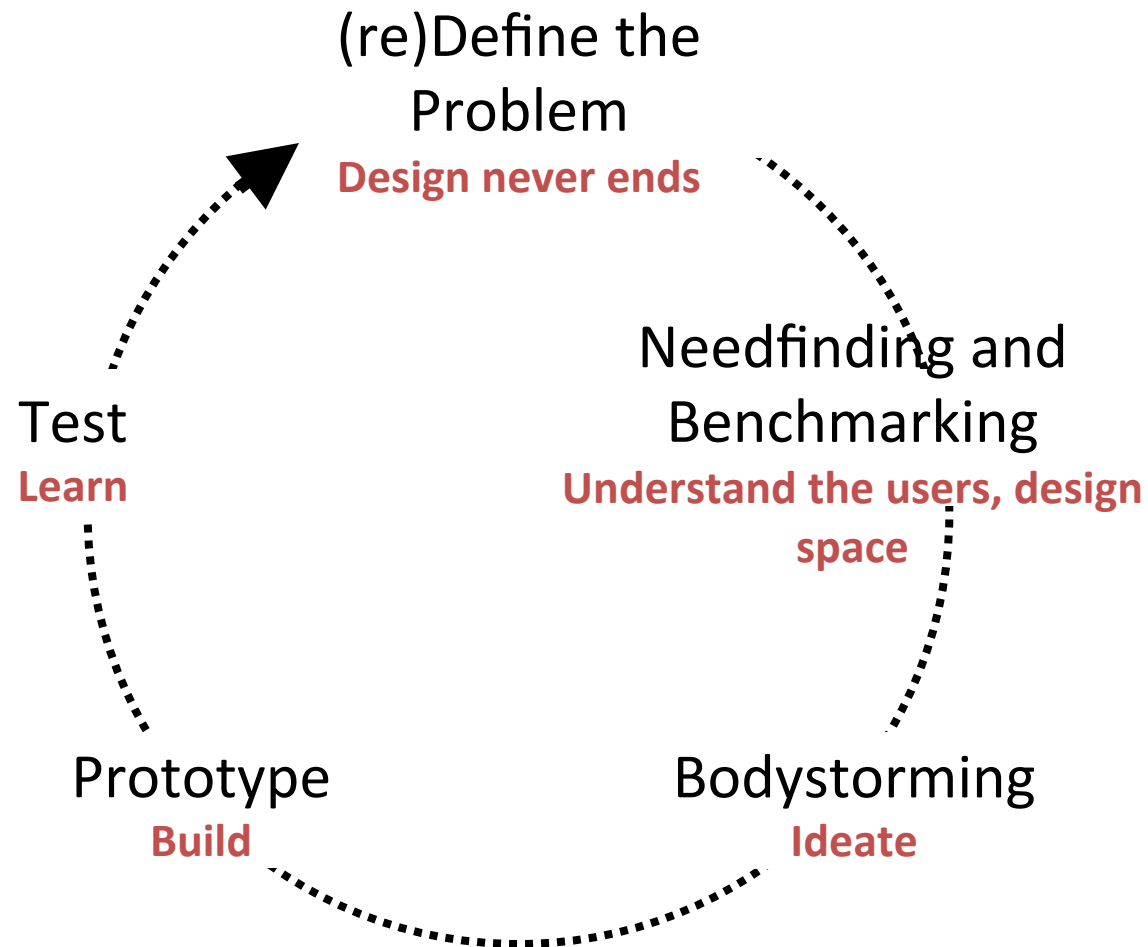 (re)Define the
Problem
Design never ends
Needfinding and
Benchmarking
Understand the users, design
space
Bodystorming
Ideate
Prototype
Build
Test
Learn